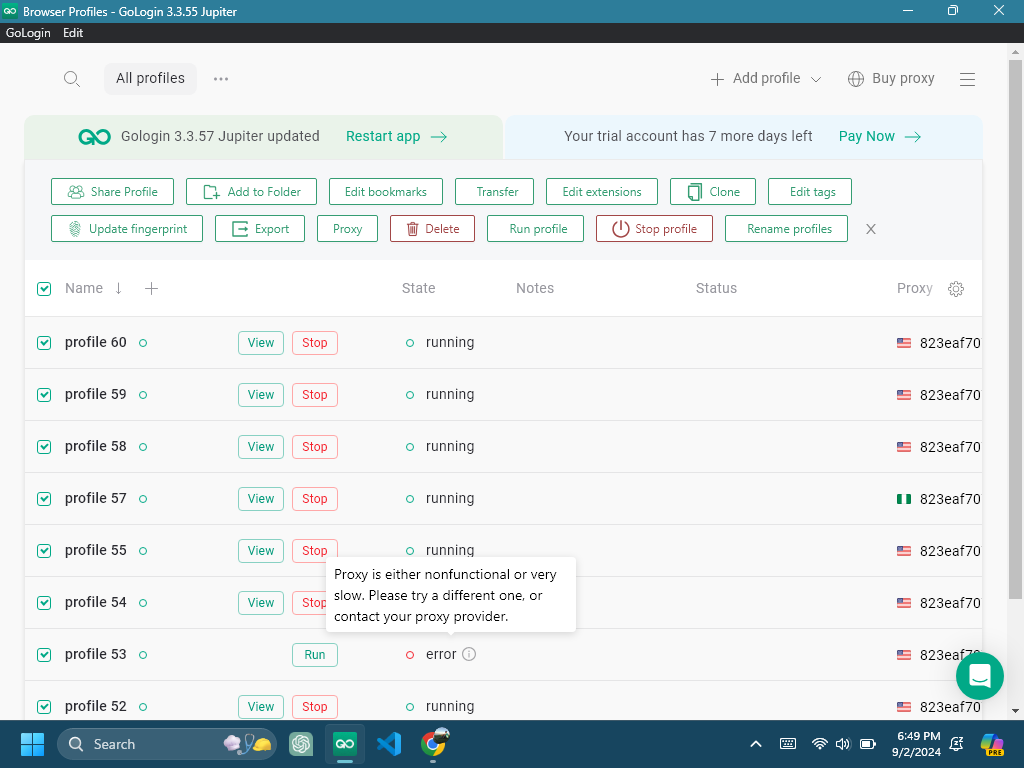 Browser Profiles - GoLogin 3.3.55 Jupiter
GoLogin Edit
All profiles
Add profile
Buy proxy
Gologin 3.3.57 Jupiter updated Restart app
Your trial account has 7 more days left Pay Now
Share Profile Add to Folder Edit bookmarks Transfer Edit extensions Clone Edit tags
Update fingerprint Export Proxy Delete Run profile Stop profile Rename profiles X
Name State Notes Status Proxy
profile 60 View Stop running 823eaf70
profile 59 View Stop running 823eaf70
profile 58 View Stop running 823eaf70
profile 57 View Stop running 823eaf70
profile 55 View Stop running 823eaf70
Proxy is either nonfunctional or very
slow. Please try a different one, or
contact your proxy provider.
profile 54 View Stop 823eaf70
profile 53 Run error 823eaf70
profile 52 View Stop running 823eaf70
Search
6:49 PM
9/2/2024
PRE